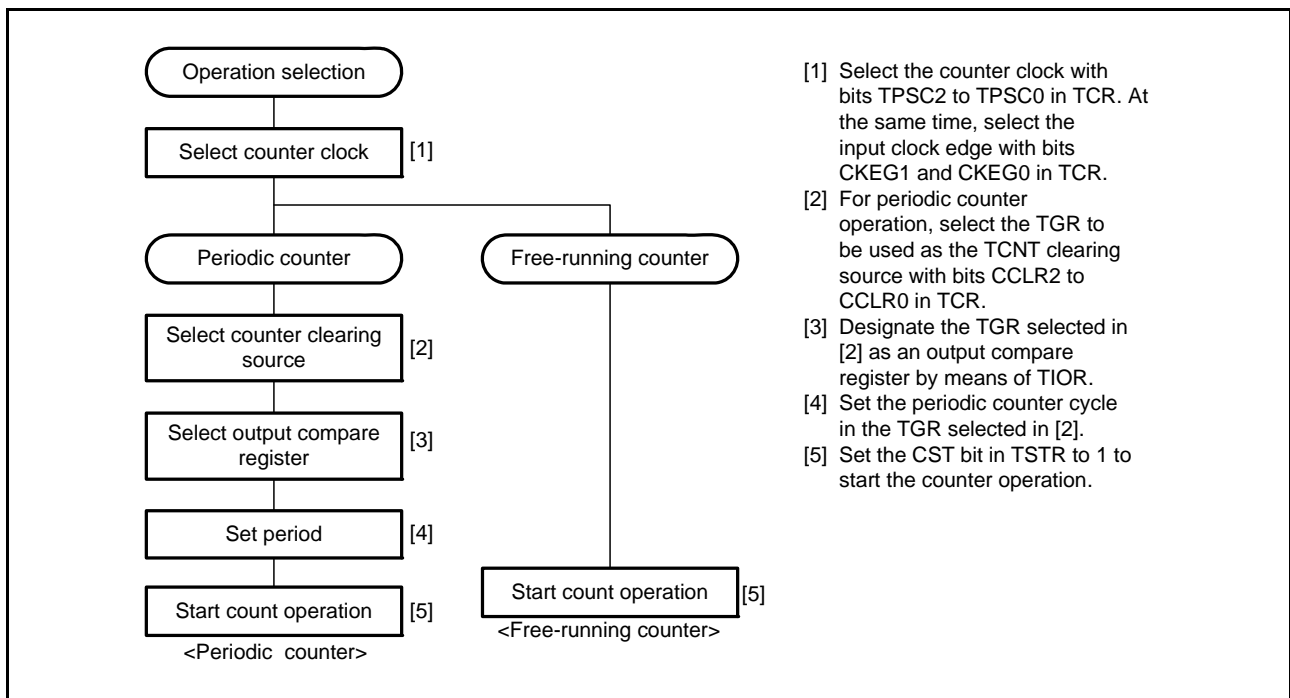 Operation selection
Select counter clock
[1]
Periodic counter
Free-running counter
Select counter clearing
source
[2]
Select output compare
register
[3]
Set period
[4]
Start count operation
[5]
<Periodic counter>
Start count operation
[5]
<Free-running counter>
[1] Select the counter clock with
bits TPSC2 to TPSC0 in TCR. At
the same time, select the
input clock edge with bits
CKEG1 and CKEG0 in TCR.
[2] For periodic counter
operation, select the TGR to
be used as the TCNT clearing
source with bits CCLR2 to
CCLR0 in TCR.
[3] Designate the TGR selected in
[2] as an output compare
register by means of TIOR.
[4] Set the periodic counter cycle
in the TGR selected in [2].
[5] Set the CST bit in TSTR to 1 to
start the counter operation.